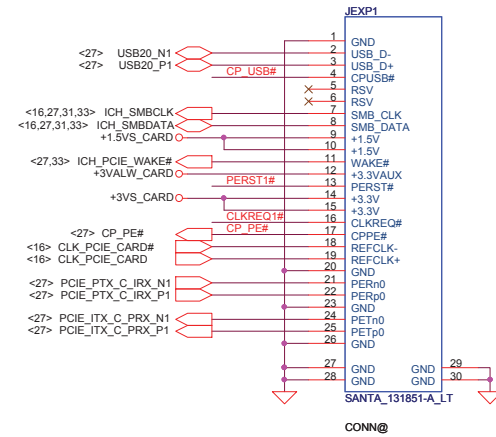 JEXP1
1 GND
<27> USB20_N1 2 USB_D-
<27> USB20_P1 3 USB_D+
CP_USB# 4 CPUSB#
5 RSV
6 RSV
<16,27,31,33> ICH_SMBCLK 7 SMB_CLK
<16,27,31,33> ICH_SMBDATA 8 SMB_DATA
+1.5VS_CARD 9 +1.5V
10 +1.5V
<27,33> ICH_PCIE_WAKE# 11 WAKE#
+3VALW_CARD 12 +3.3VAUX
PERST1# 13 PERST#
+3VS_CARD 14 +3.3V
15 +3.3V
CLKREQ1# 16 CLKREQ#
<27> CP_PE# CP_PE# 17 CPPE#
<16> CLK_PCIE_CARD# 18 REFCLK-
<16> CLK_PCIE_CARD 19 REFCLK+
20 GND
<27> PCIE_PTX_C_IRX_N1 21 PERn0
<27> PCIE_PTX_C_IRX_P1 22 PERp0
23 GND
<27> PCIE_ITX_C_PRX_N1 24 PETn0
<27> PCIE_ITX_C_PRX_P1 25 PETp0
26 GND
27 GND GND 29
28 GND GND 30
SANTA_131851-A_LT
CONN@